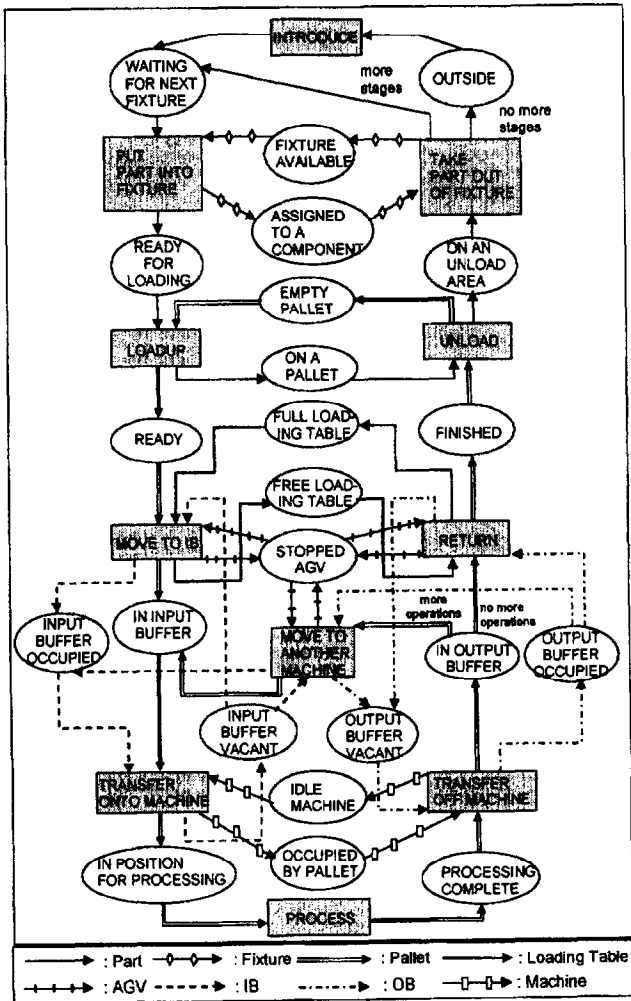 INTRODUCE
WAITING
FOR NEXT
FIXTURE
more
stages
OUTSIDE
no more
stages
PUT
PART INTO
FIXTURE
FIXTURE
AVAILABLE
TAKE
PART OUT
OF FIXTURE
ASSIGNED
TO A
COMPONENT
READY
FOR
LOADING
ON AN
UNLOAD
AREA
EMPTY
PALLET
LOADUP
UNLOAD
ON A
PALLET
READY
FULL LOAD-
ING TABLE
FINISHED
FREE LOAD-
ING TABLE
MOVE TO IB
STOPPED
AGV
RETURN
INPUT
BUFFER
OCCUPIED
IN INPUT
BUFFER
more
operations
no more
operations
MOVE TO
ANOTHER
MACHINE
IN OUTPUT
BUFFER
OUTPUT
BUFFER
OCCUPIED
INPUT
BUFFER
VACANT
OUTPUT
BUFFER
VACANT
TRANSFER
ONTO MACHINE
IDLE
MACHINE
TRANSFER
OFF MACHINE
IN POSITION
FOR PROCESSING
OCCUPIED
BY PALLET
PROCESSING
COMPLETE
PROCESS
: Part : Fixture : Pallet : Loading Table
: AGV : IB : OB : Machine